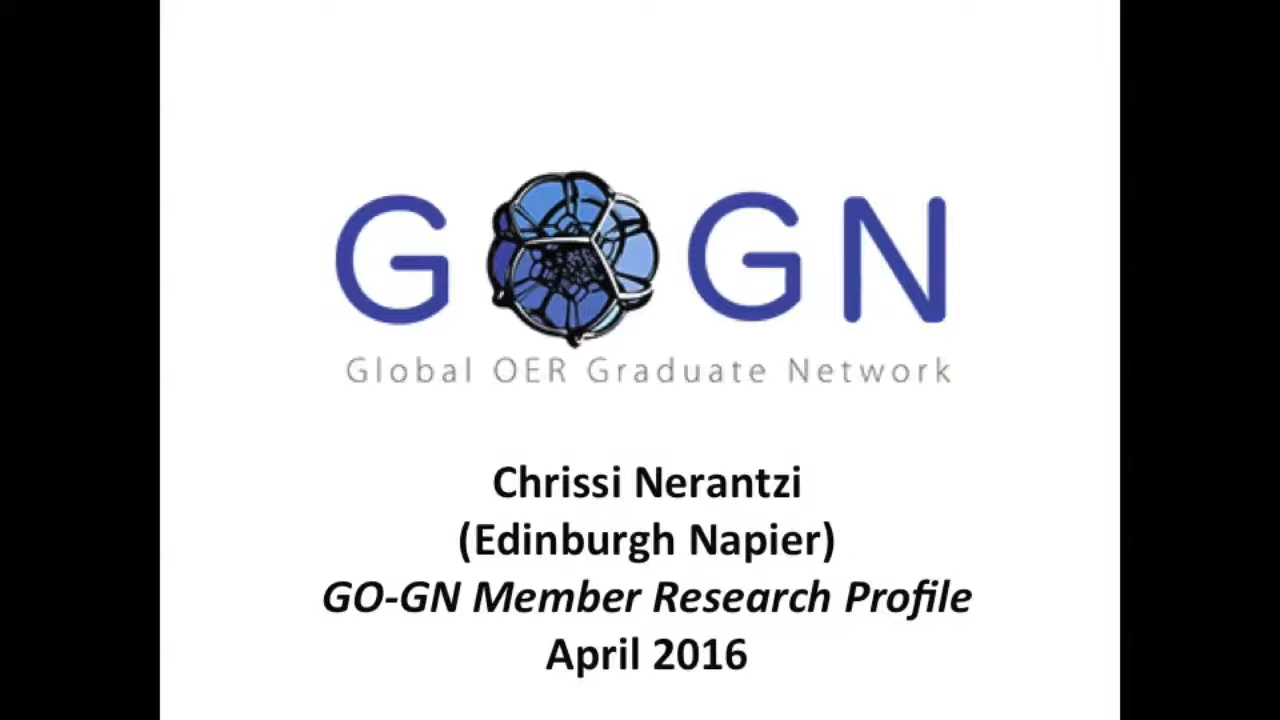 GOGN
Global OER Graduate Network
Chrissi Nerantzi
(Edinburgh Napier)
GO-GN Member Research Profile
April 2016